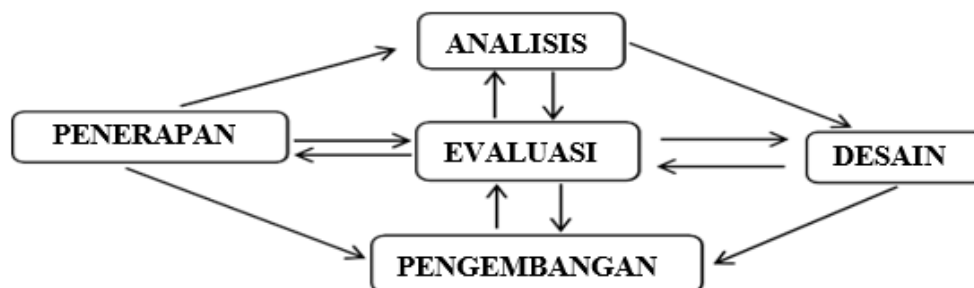 ANALISIS
PENERAPAN
EVALUASI
DESAIN
PENGEMBANGAN